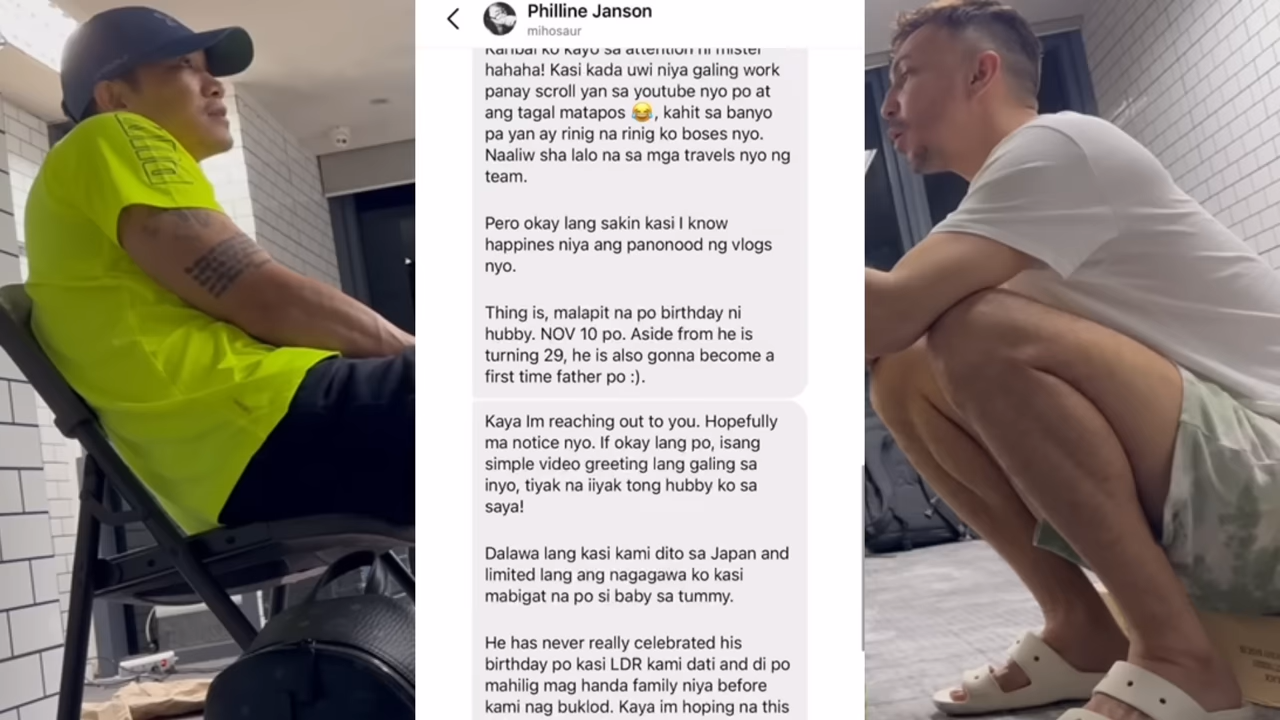 Philline Janson
mihosaur
Karibal ko kayo sa attention ni mister
hahaha! Kasi kada uwi niya galing work
panay scroll yan sa youtube nyo po at
ang tagal matapos 😂, kahit sa banyo
pa yan ay rinig na rinig ko boses nyo.
Naaliw sha lalo na sa mga travels nyo ng
team.
Pero okay lang sakin kasi I know
happines niya ang panonood ng vlogs
nyo.
Thing is, malapit na po birthday ni
hubby. NOV 10 po. Aside from he is
turning 29, he is also gonna become a
first time father po :).
Kaya Im reaching out to you. Hopefully
ma notice nyo. If okay lang po, isang
simple video greeting lang galing sa
inyo, tiyak na iiyak tong hubby ko sa
saya!
Dalawa lang kasi kami dito sa Japan and
limited lang ang nagagawa ko kasi
mabigat na po si baby sa tummy.
He has never really celebrated his
birthday po kasi LDR kami dati and di po
mahilig mag handa family niya before
kami nag buklod. Kaya im hoping na this